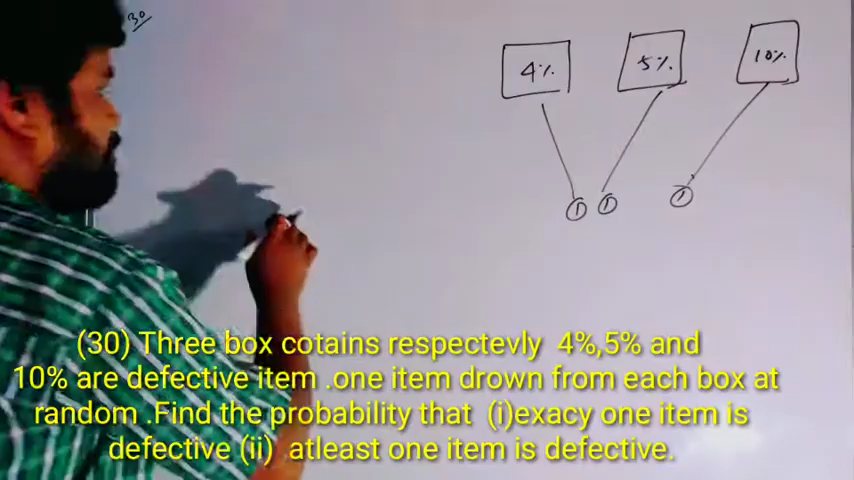 30
4% 5% 10%
1 1 1
(30) Three box cotains respectevly 4%,5% and
10% are defective item .one item drown from each box at
random .Find the probability that (i)exacy one item is
defective (ii) atleast one item is defective.